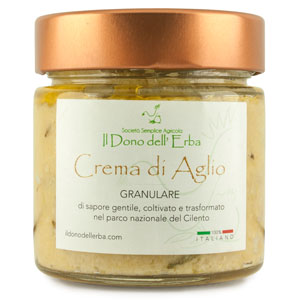 Società Semplice Agricola
Il Dono dell' Erba
Crema di Aglio
GRANULARE
di sapore gentile, coltivato e trasformato
nel parco nazionale del Cilento
ildonodellerba.com
100%
ITALIANO